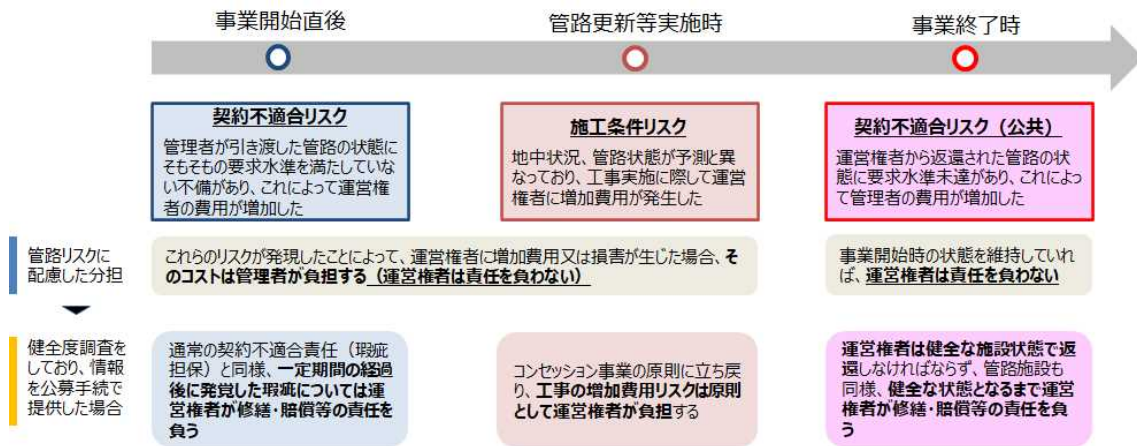 事業開始直後
管路更新等実施時
事業終了時
契約不適合リスク
管理者が引き渡した管路の状態に
そもそもの要求水準を満たしていな
い不備があり、これによって運営権
者の費用が増加した
施工条件リスク
地中状況、管路状態が予測と異
なっており、工事実施に際して運営
権者に増加費用が発生した
契約不適合リスク（公共）
運営権者から返還された管路の状
態に要求水準未達があり、これによっ
て管理者の費用が増加した
管路リスクに
配慮した分担
これらのリスクが発現したことによって、運営権者に増加費用又は損害が生じた場合、そ
のコストは管理者が負担する（運営権者は責任を負わない）
事業開始時の状態を維持してい
れば、運営権者は責任を負わない
健全度調査を
しており、情報
を公募手続で
提供した場合
通常の契約不適合責任（瑕疵
担保）と同様、一定期間の経過
後に発覚した瑕疵については運
営権者が修繕・賠償等の責任を
負う
コンセッション事業の原則に立ち戻
り、工事の増加費用リスクは原則
として運営権者が負担する
運営権者は健全な施設状態で返
還しなければならず、管路施設も
同様、健全な状態となるまで運営
権者が修繕・賠償等の責任を負
う